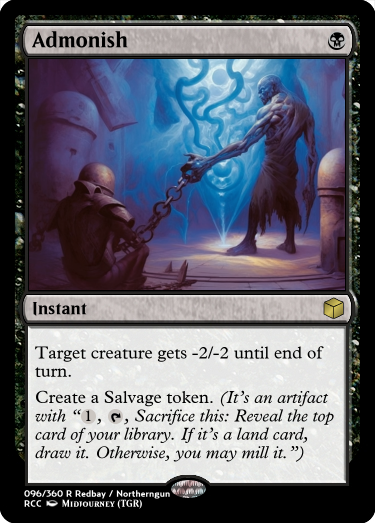 Admonish
Instant
Target creature gets -2/-2 until end of
turn.
Create a Salvage token. (It's an artifact
with “1, , Sacrifice this: Reveal the top
card of your library. If it's a land card,
draw it. Otherwise, you may mill it.”)
096/360 R Redbay / Northerngun
RCC MIDJOURNEY (TGR)